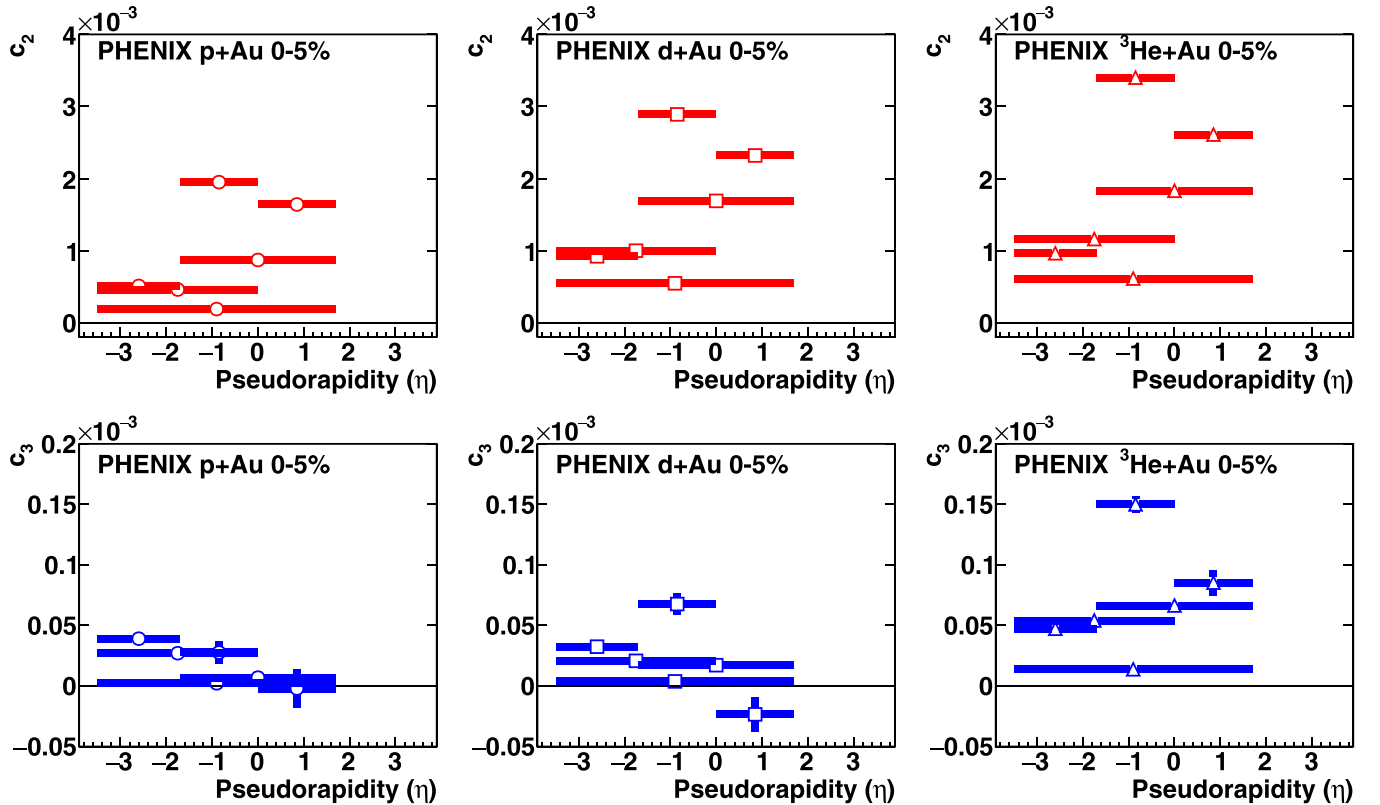 ×10⁻³
c₂
4
3
2
1
0
PHENIX p+Au 0-5%
−3 −2 −1 0 1 2 3
Pseudorapidity (η)
×10⁻³
c₂
4
3
2
1
0
PHENIX d+Au 0-5%
−3 −2 −1 0 1 2 3
Pseudorapidity (η)
×10⁻³
c₂
4
3
2
1
0
PHENIX ³He+Au 0-5%
−3 −2 −1 0 1 2 3
Pseudorapidity (η)
×10⁻³
c₃
0.2
0.15
0.1
0.05
0
−0.05
PHENIX p+Au 0-5%
−3 −2 −1 0 1 2 3
Pseudorapidity (η)
×10⁻³
c₃
0.2
0.15
0.1
0.05
0
−0.05
PHENIX d+Au 0-5%
−3 −2 −1 0 1 2 3
Pseudorapidity (η)
×10⁻³
c₃
0.2
0.15
0.1
0.05
0
−0.05
PHENIX ³He+Au 0-5%
−3 −2 −1 0 1 2 3
Pseudorapidity (η)